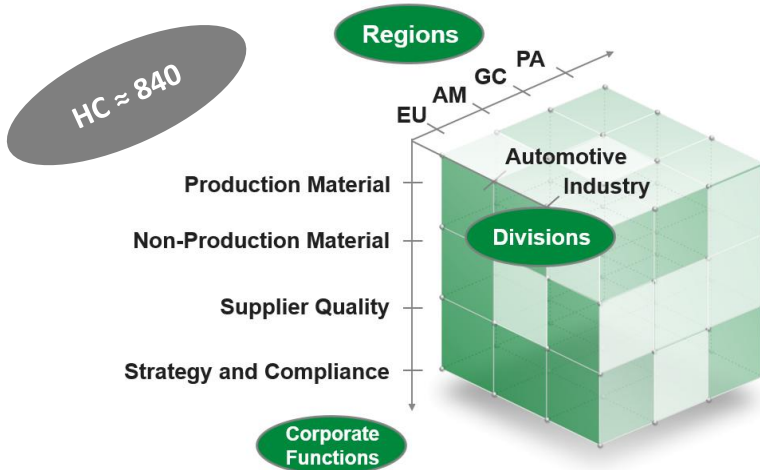 Regions
HC ≈ 840
PA
GC
AM
EU
Automotive
Production Material
Industry
Non-Production Material
Divisions
Supplier Quality
Strategy and Compliance
Corporate
Functions